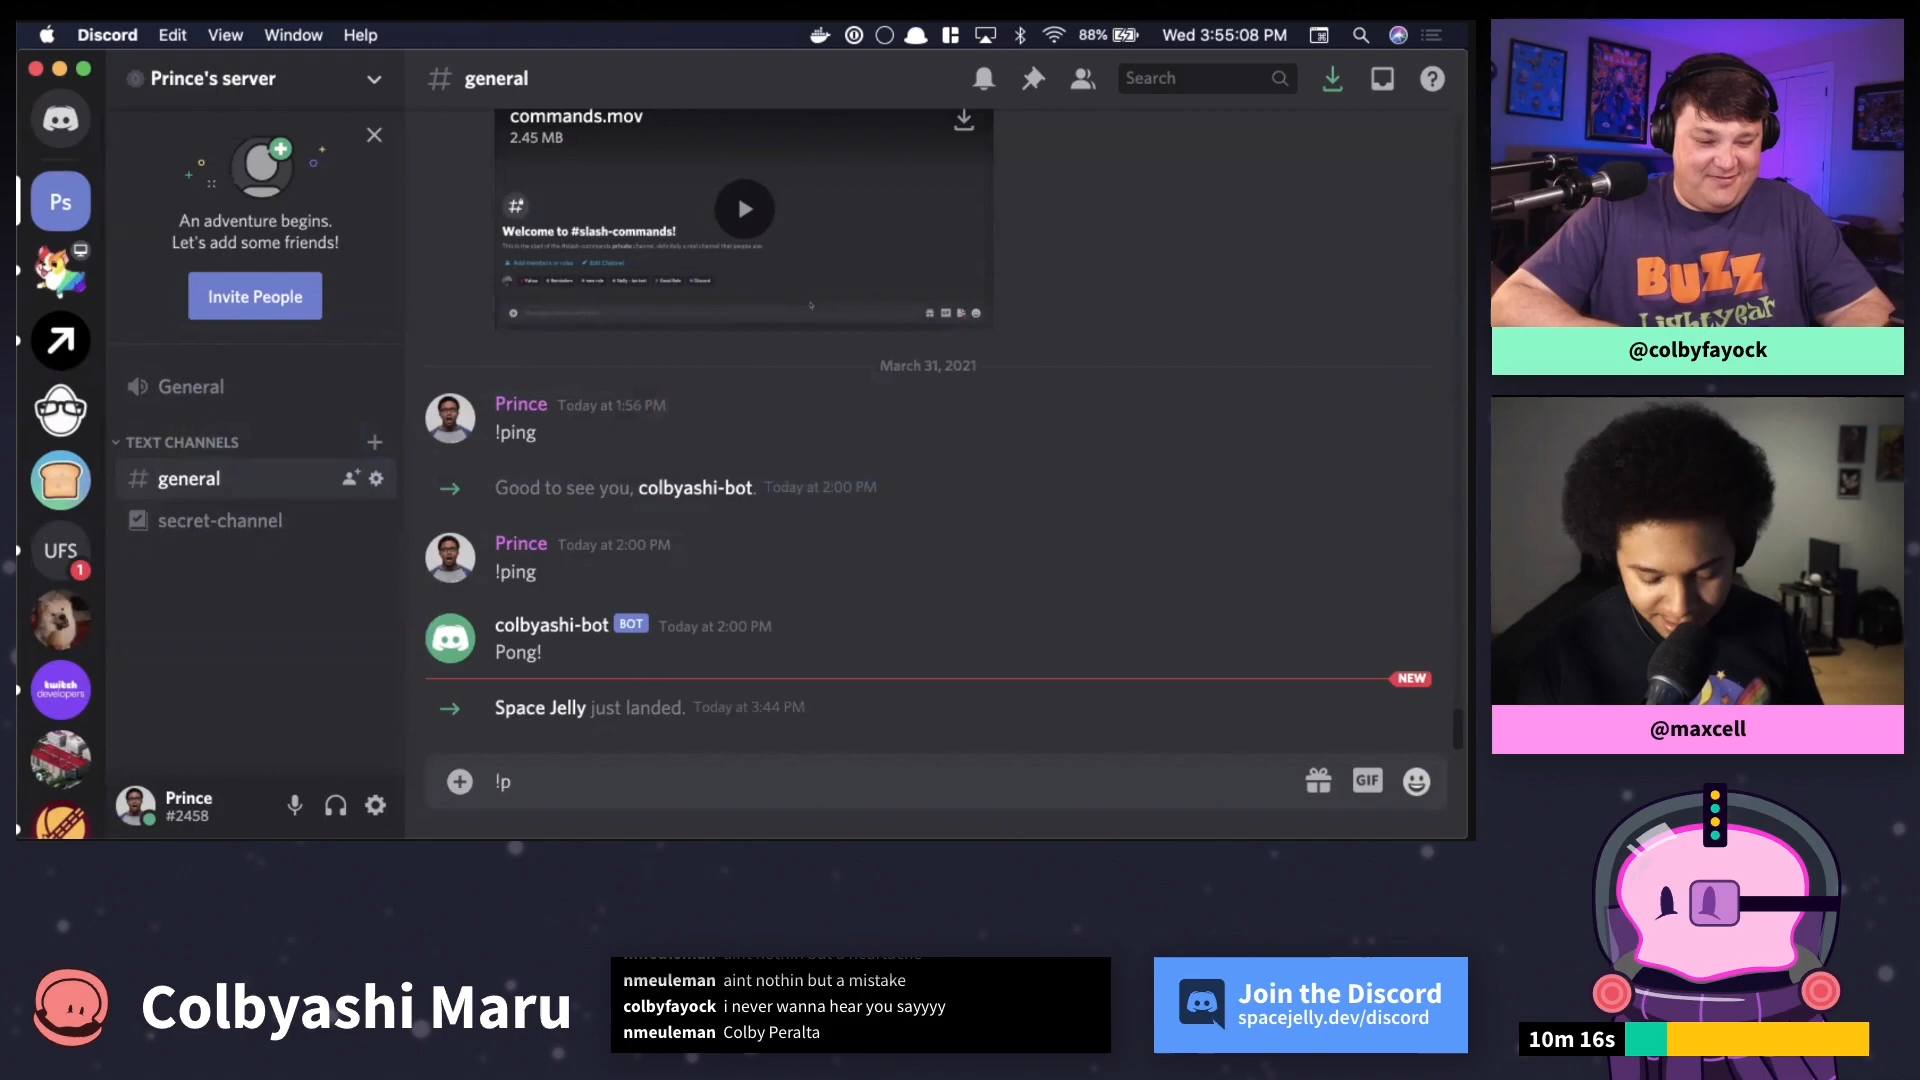 Discord Edit View Window Help
88% Wed 3:55:08 PM
Prince's server
general
Search
Ps
An adventure begins.
Let's add some friends!
Invite People
General
TEXT CHANNELS
general
secret-channel
UFS
1
twitch
developers
Prince
#2458
commands.mov
2.45 MB
Welcome to #slash-commands!
March 31, 2021
Prince Today at 1:56 PM
!ping
Good to see you, colbyashi-bot. Today at 2:00 PM
Prince Today at 2:00 PM
!ping
colbyashi-bot BOT Today at 2:00 PM
Pong!
NEW
Space Jelly just landed. Today at 3:44 PM
!p
GIF
BUZZ
Lightyear
@colbyfayock
@maxcell
Colbyashi Maru
nmeuleman aint nothin but a mistake
colbyfayock i never wanna hear you sayyyy
nmeuleman Colby Peralta
Join the Discord
spacejelly.dev/discord
10m 16s